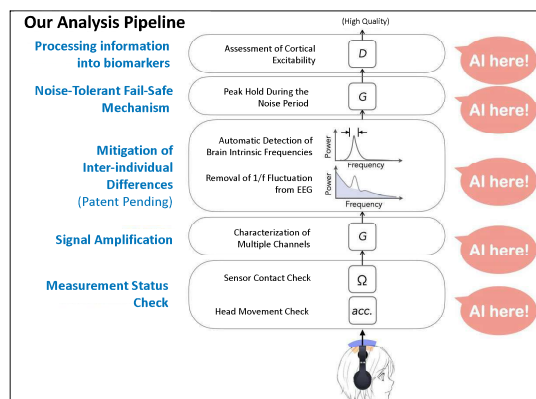 Our Analysis Pipeline
(High Quality)
Processing information
into biomarkers
Assessment of Cortical
Excitability
D
AI here!
Noise-Tolerant Fail-Safe
Mechanism
Peak Hold During the
Noise Period
G
AI here!
Mitigation of
Inter-individual
Differences
(Patent Pending)
Automatic Detection of
Brain Intrinsic Frequencies
Power
Frequency
Removal of 1/f Fluctuation
from EEG
Power
Frequency
AI here!
Signal Amplification
Characterization of
Multiple Channels
G
AI here!
Measurement Status
Check
Sensor Contact Check
Ω
Head Movement Check
acc.
AI here!